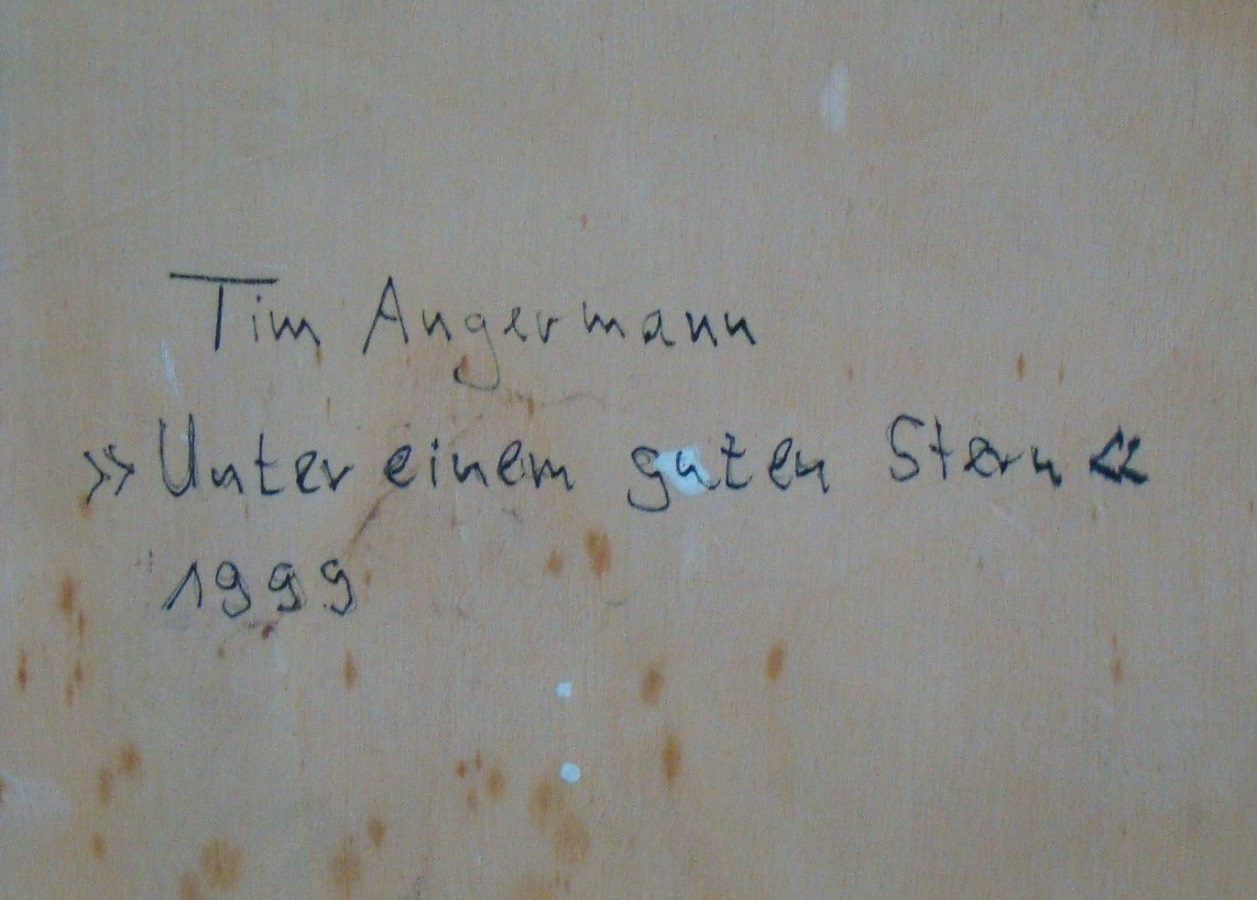 Tim Angermann
»Unter einem guten Stern«
1999